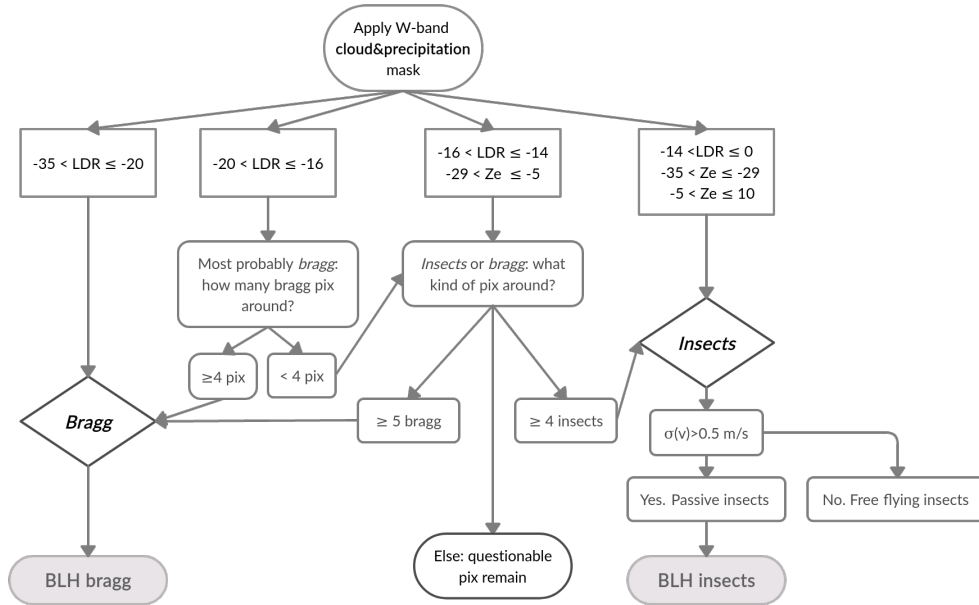 Apply W-band
cloud&precipitation
mask
-35 < LDR ≤ -20
-20 < LDR ≤ -16
-16 < LDR ≤ -14
-29 < Ze ≤ -5
-14 <LDR ≤ 0
-35 < Ze ≤ -29
-5 < Ze ≤ 10
Most probably bragg:
how many bragg pix
around?
Insects or bragg: what
kind of pix around?
≥4 pix
< 4 pix
Insects
Bragg
≥ 5 bragg
≥ 4 insects
σ(v)>0.5 m/s
Yes. Passive insects
No. Free flying insects
Else: questionable
pix remain
BLH bragg
BLH insects